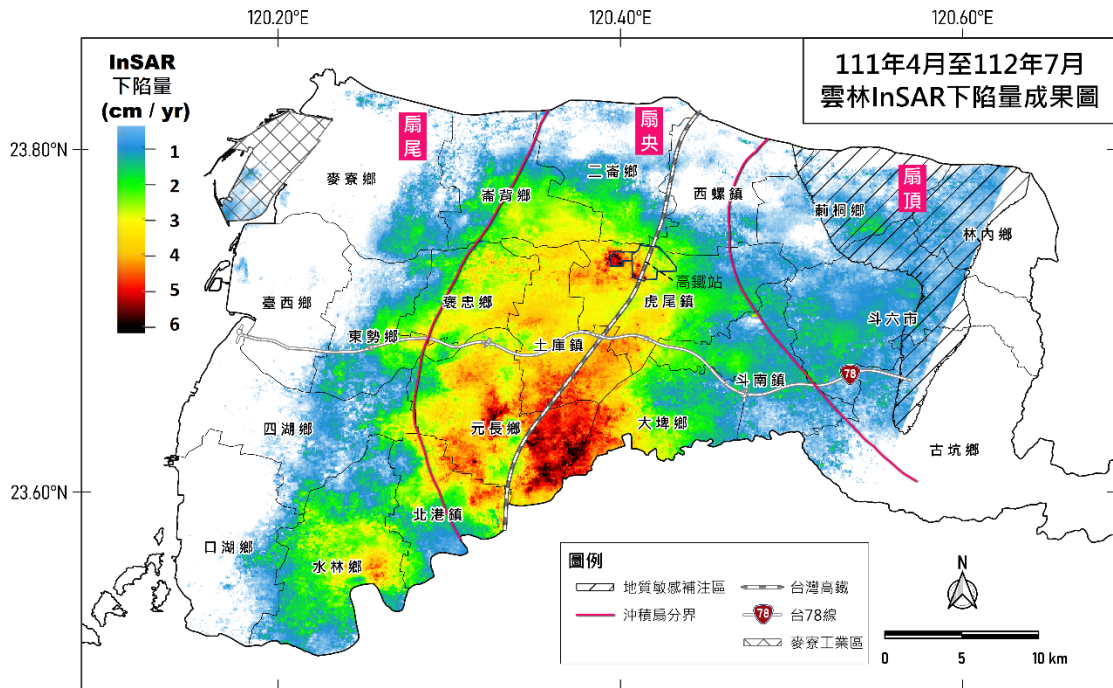 120.20°E
120.40°E
120.60°E
InSAR
下陷量
(cm / yr)
1
2
3
4
5
6
111年4月至112年7月
雲林InSAR下陷量成果圖
23.80°N
23.60°N
扇尾
扇央
扇頂
麥寮鄉
崙背鄉
二崙鄉
西螺鎮
莿桐鄉
林內鄉
高鐵站
臺西鄉
褒忠鄉
虎尾鎮
斗六市
東勢鄉
土庫鎮
斗南鎮
78
四湖鄉
元長鄉
大埤鄉
古坑鄉
北港鎮
口湖鄉
水林鄉
圖例
地質敏感補注區
台灣高鐵
沖積扇分界
78
台78線
麥寮工業區
N
0 5 10 km